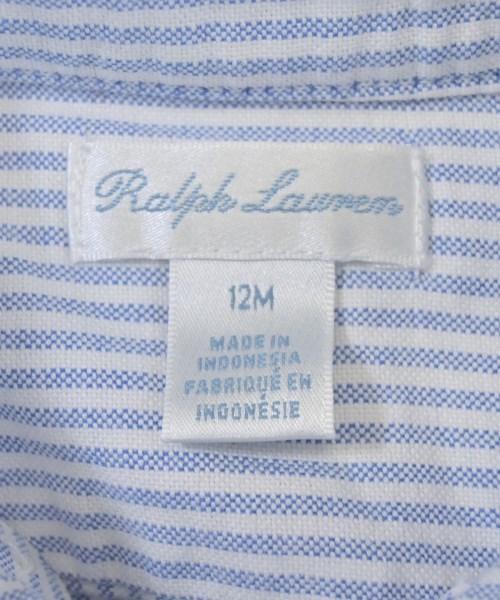 Ralph Lauren
12M
MADE IN
INDONESIA
FABRIQUÉ EN
INDONÉSIE